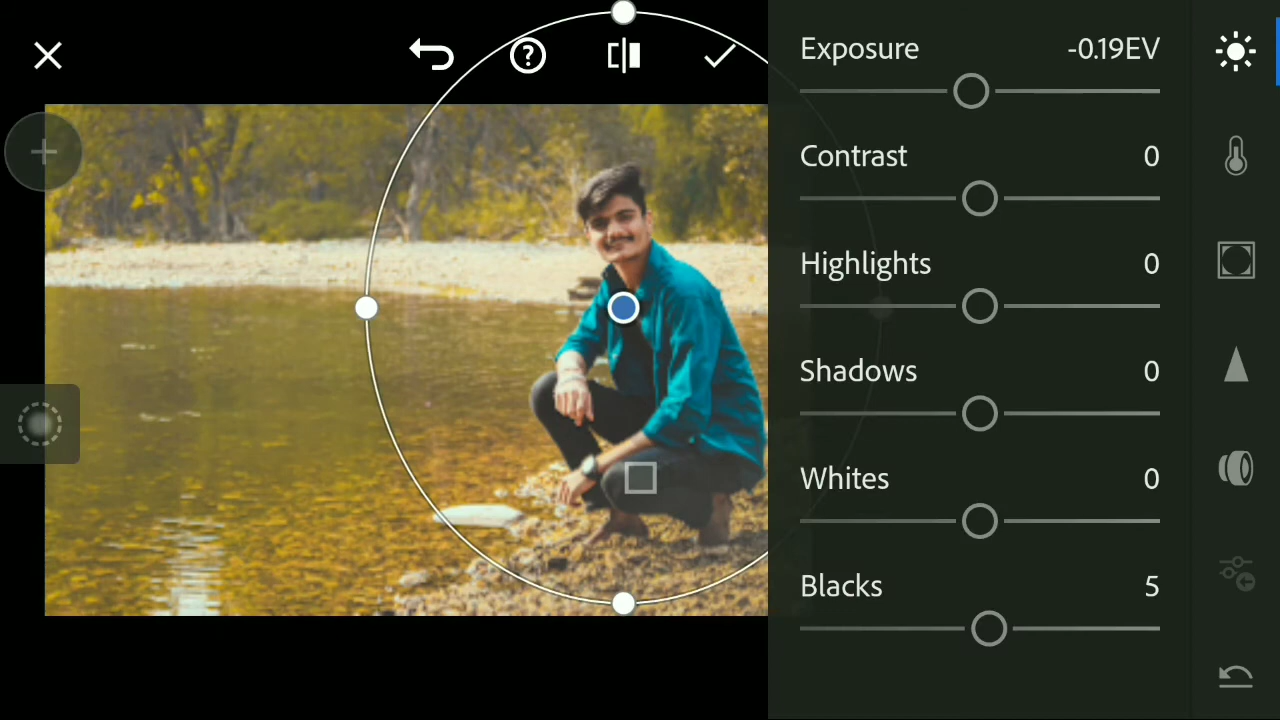 Exposure -0.19EV
Contrast 0
Highlights 0
Shadows 0
Whites 0
Blacks 5